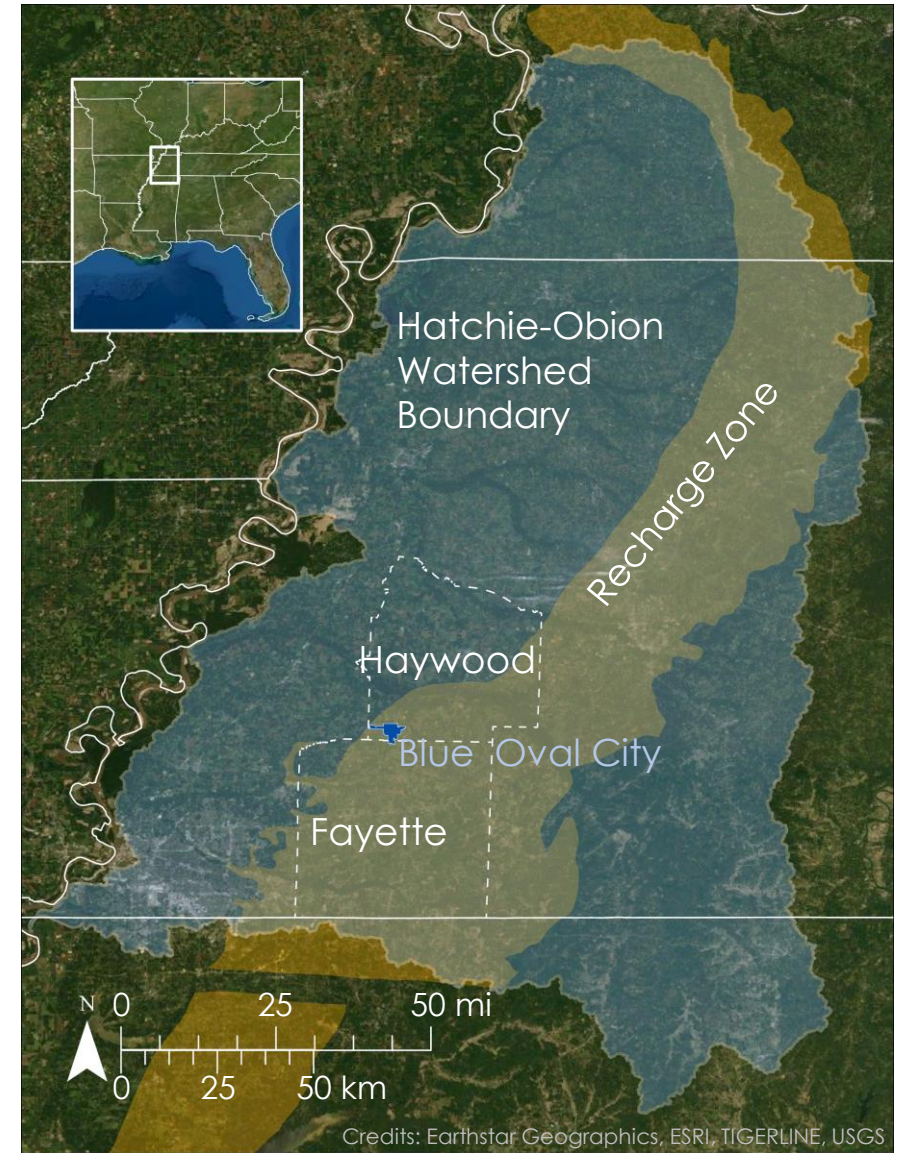 Hatchie-Obion
Watershed
Boundary
Recharge Zone
Haywood
Blue Oval City
Fayette
N
0 25 50 mi
0 25 50 km
Credits: Earthstar Geographics, ESRI, TIGERLINE, USGS